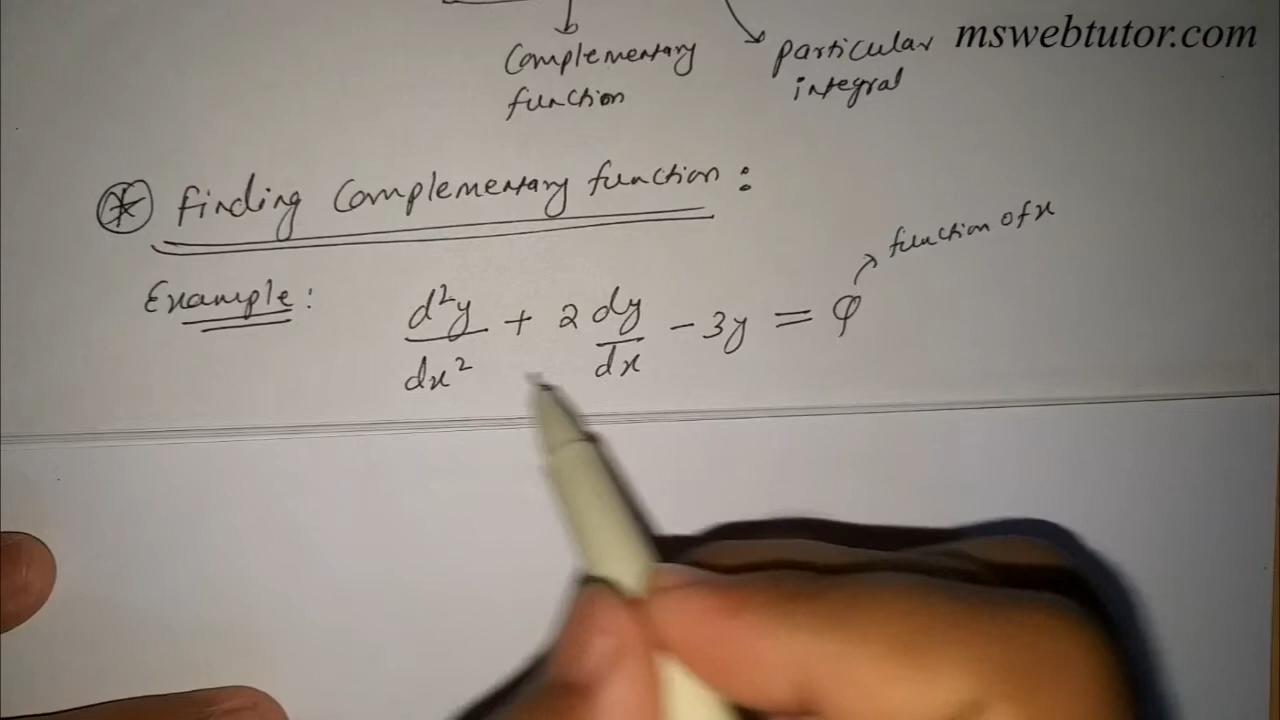 mswebtutor.com
Complementary function
particular integral
* Finding Complementary function :
function of x
Example : d²y/dx² + 2 dy/dx - 3y = φ